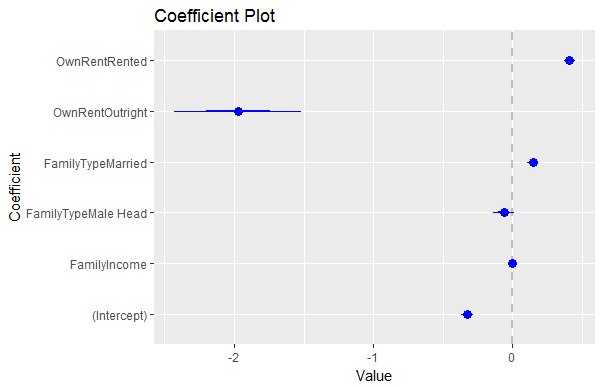 Coefficient Plot
Coefficient
OwnRentRented
OwnRentOutright
FamilyTypeMarried
FamilyTypeMale Head
FamilyIncome
(Intercept)
-2 -1 0
Value